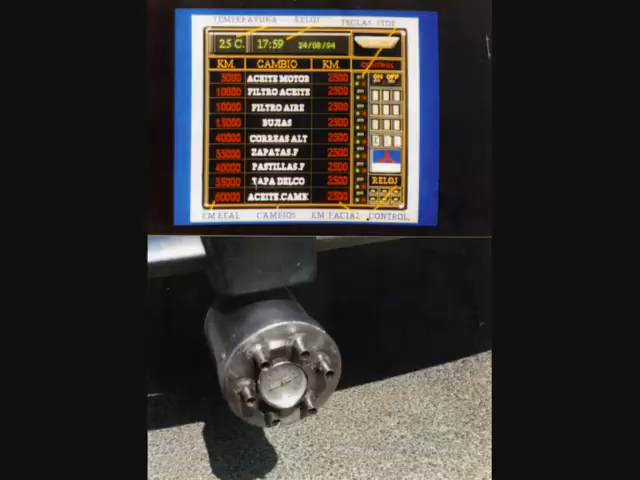 TEMPERATURA RELOJ TECLAS STOP
25 C. 17:59 24/08/94
KM. CAMBIO KM. CONTROL
5000 ACEITE MOTOR 2500 ON OFF
10000 FILTRO ACEITE 2500
10000 FILTRO AIRE 2500
15000 BUJIAS 2500
40000 CORREAS ALT 2500
35000 ZAPATAS.F 2500
40000 PASTILLAS.F 2500
35000 TAPA DELCO 2500 RELOJ
60000 ACEITE.CAMK 2500
KM REAL CAMBIOS KM FACIAL CONTROL